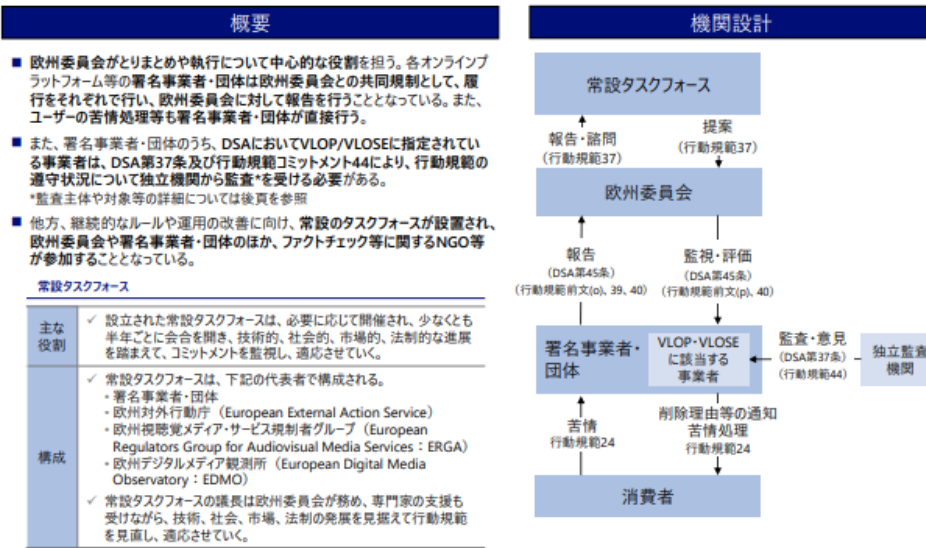 概要
■ 欧州委員会がとりまとめや執行について中心的な役割を担う。各オンラインプ
ラットフォーム等の署名事業者・団体は欧州委員会との共同規制として、履
行をそれぞれで行い、欧州委員会に対して報告を行うこととなっている。また、
ユーザーの苦情処理等も署名事業者・団体が直接行う。
■ また、署名事業者・団体のうち、DSAにおいてVLOP/VLOSEに指定されてい
る事業者は、DSA第37条及び行動規範コミットメント44により、行動規範の
遵守状況について独立機関から監査*を受ける必要がある。
*監査主体や対象等の詳細については後頁を参照
■ 他方、継続的なルールや運用の改善に向け、常設のタスクフォースが設置され、
欧州委員会や署名事業者・団体のほか、ファクトチェック等に関するNGO等
が参加することとなっている。
常設タスクフォース
主な
役割
✓ 設立された常設タスクフォースは、必要に応じて開催され、少なくとも
半年ごとに会合を開き、技術的、社会的、市場的、法制的な進展
を踏まえて、コミットメントを監視し、適応させていく。
構成
✓ 常設タスクフォースは、下記の代表者で構成される。
・署名事業者・団体
・欧州対外行動庁（European External Action Service）
・欧州視聴覚メディア・サービス規制者グループ（European
Regulators Group for Audiovisual Media Services：ERGA）
・欧州デジタルメディア観測所（European Digital Media
Observatory：EDMO）
✓ 常設タスクフォースの議長は欧州委員会が務め、専門家の支援も
受けながら、技術、社会、市場、法制の発展を見据えて行動規範
を見直し、適応させていく。
機関設計
常設タスクフォース
報告・諮問
(行動規範37)
提案
(行動規範37)
欧州委員会
報告
(DSA第45条)
(行動規範前文(o)、39、40)
監視・評価
(DSA第45条)
(行動規範前文(p)、40)
署名事業者・
団体
VLOP・VLOSE
に該当する
事業者
監査・意見
(DSA第37条)
(行動規範44)
独立監査
機関
苦情
行動規範24
削除理由等の通知
苦情処理
行動規範24
消費者